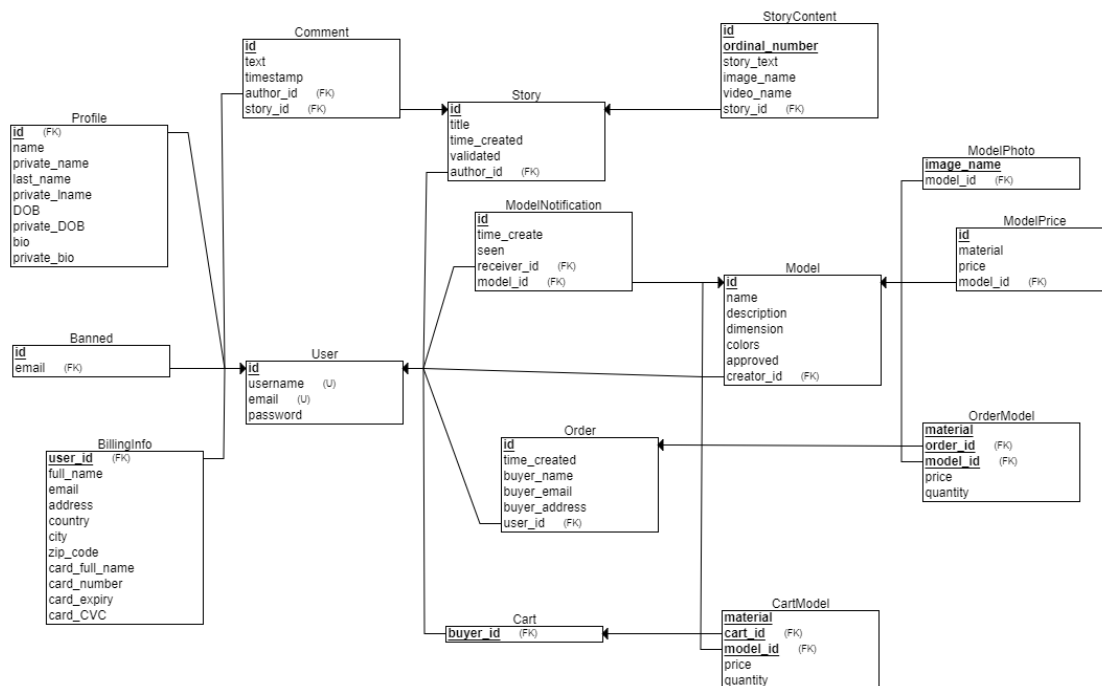 Comment
id
text
timestamp
author_id (FK)
story_id (FK)
StoryContent
id
ordinal_number
story_text
image_name
video_name
story_id (FK)
Story
id
title
time_created
validated
author_id (FK)
Profile
id (FK)
name
private_name
last_name
private_lname
DOB
private_DOB
bio
private_bio
ModelPhoto
image_name
model_id (FK)
ModelNotification
id
time_create
seen
receiver_id (FK)
model_id (FK)
ModelPrice
id
material
price
model_id (FK)
Model
id
name
description
dimension
colors
approved
creator_id (FK)
Banned
id
email (FK)
User
id
username (U)
email (U)
password
BillingInfo
user_id (FK)
full_name
email
address
country
city
zip_code
card_full_name
card_number
card_expiry
card_CVC
Order
id
time_created
buyer_name
buyer_email
buyer_address
user_id (FK)
OrderModel
material
order_id (FK)
model_id (FK)
price
quantity
Cart
buyer_id (FK)
CartModel
material
cart_id (FK)
model_id (FK)
price
quantity